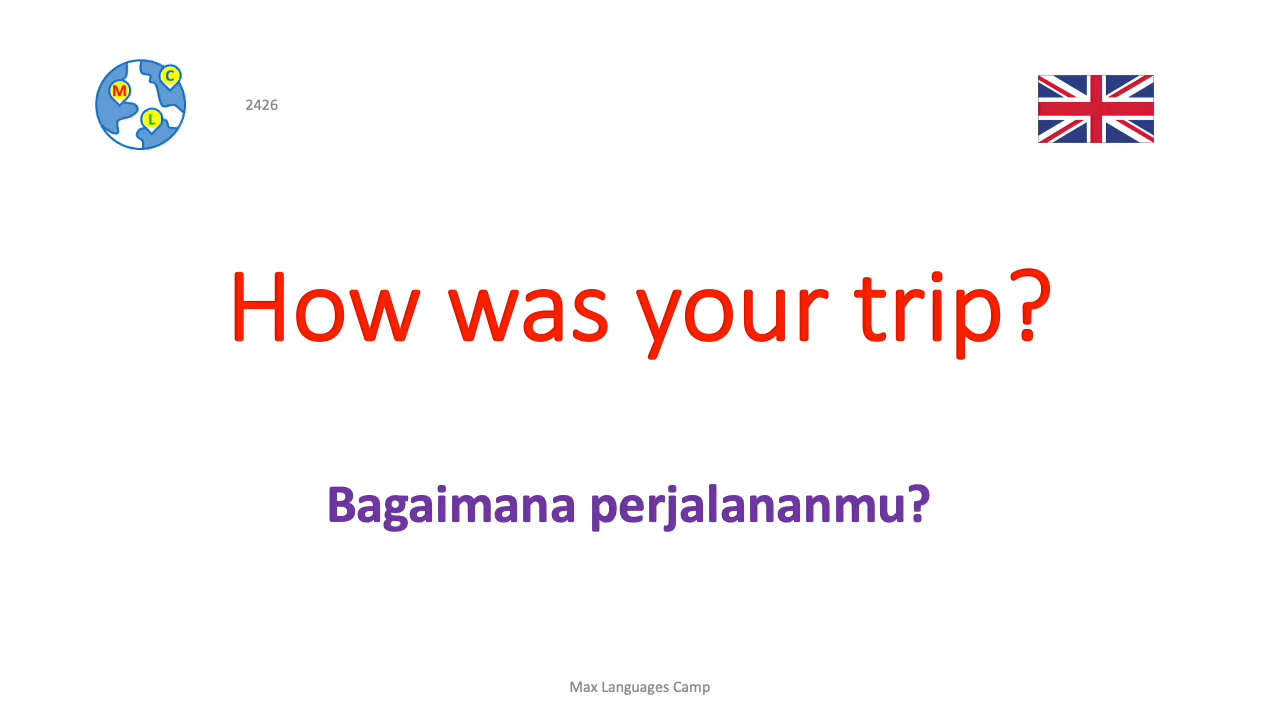 M
C
L
2426
How was your trip?
Bagaimana perjalananmu?
Max Languages Camp